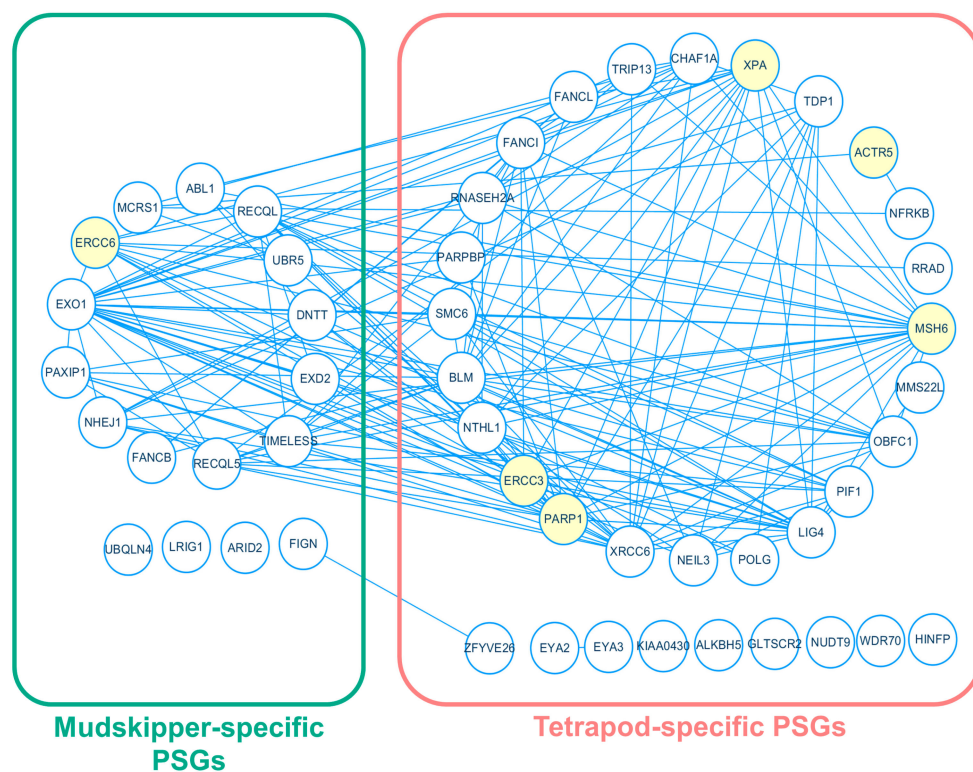 CHAF1A
XPA
TRIP13
FANCL
TDP1
FANCI
ACTR5
ABL1
RECQL
RNASEH2A
MCRS1
NFRKB
ERCC6
UBR5
PARPBP
RRAD
EXO1
DNTT
SMC6
MSH6
PAXIP1
EXD2
BLM
MMS22L
NHEJ1
TIMELESS
NTHL1
OBFC1
FANCB
RECQL5
ERCC3
PIF1
PARP1
LIG4
UBQLN4
LRIG1
ARID2
FIGN
XRCC6
NEIL3
POLG
ZFYVE26
EYA2
EYA3
KIAA0430
ALKBH5
GLTSCR2
NUDT9
WDR70
HINFP
Mudskipper-specific
PSGs
Tetrapod-specific PSGs